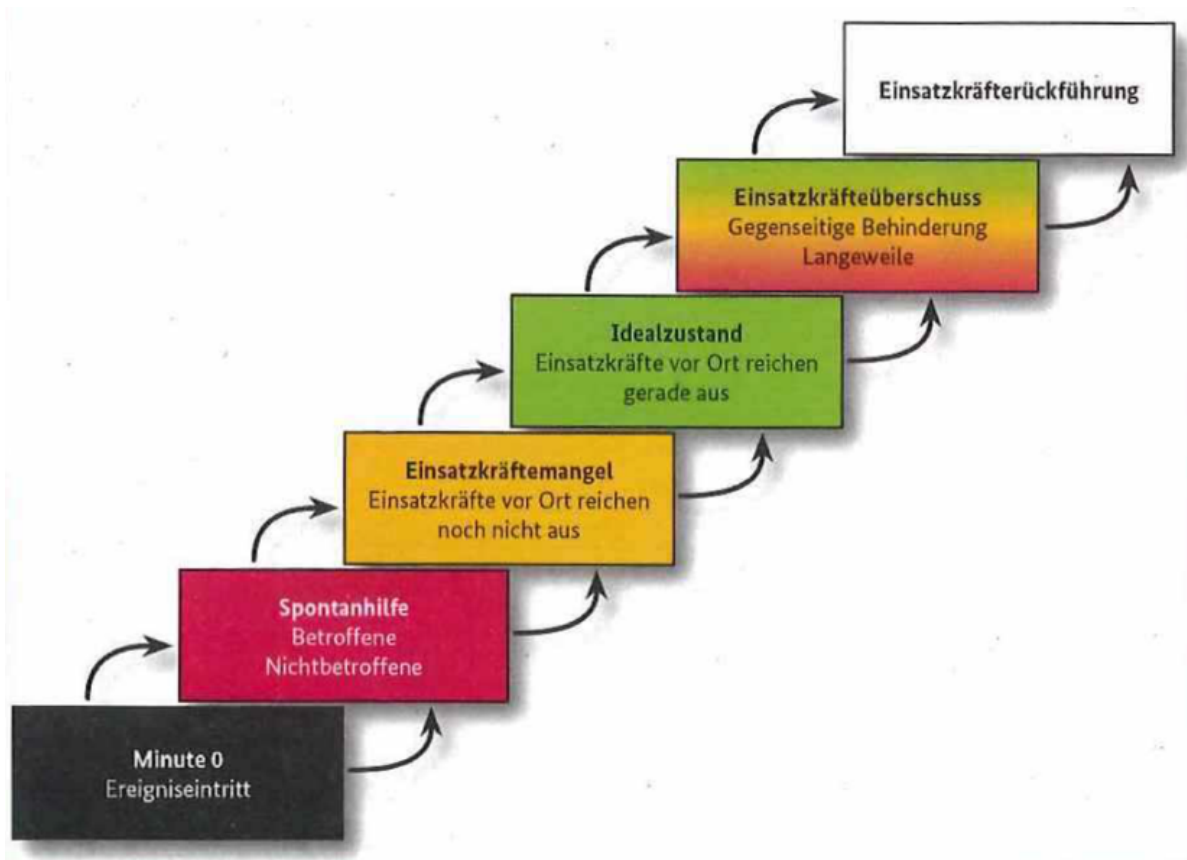 Einsatzkräfterückführung
Einsatzkräfteüberschuss
Gegenseitige Behinderung
Langeweile
Idealzustand
Einsatzkräfte vor Ort reichen
gerade aus
Einsatzkräftemangel
Einsatzkräfte vor Ort reichen
noch nicht aus
Spontanhilfe
Betroffene
Nichtbetroffene
Minute 0
Ereigniseintritt